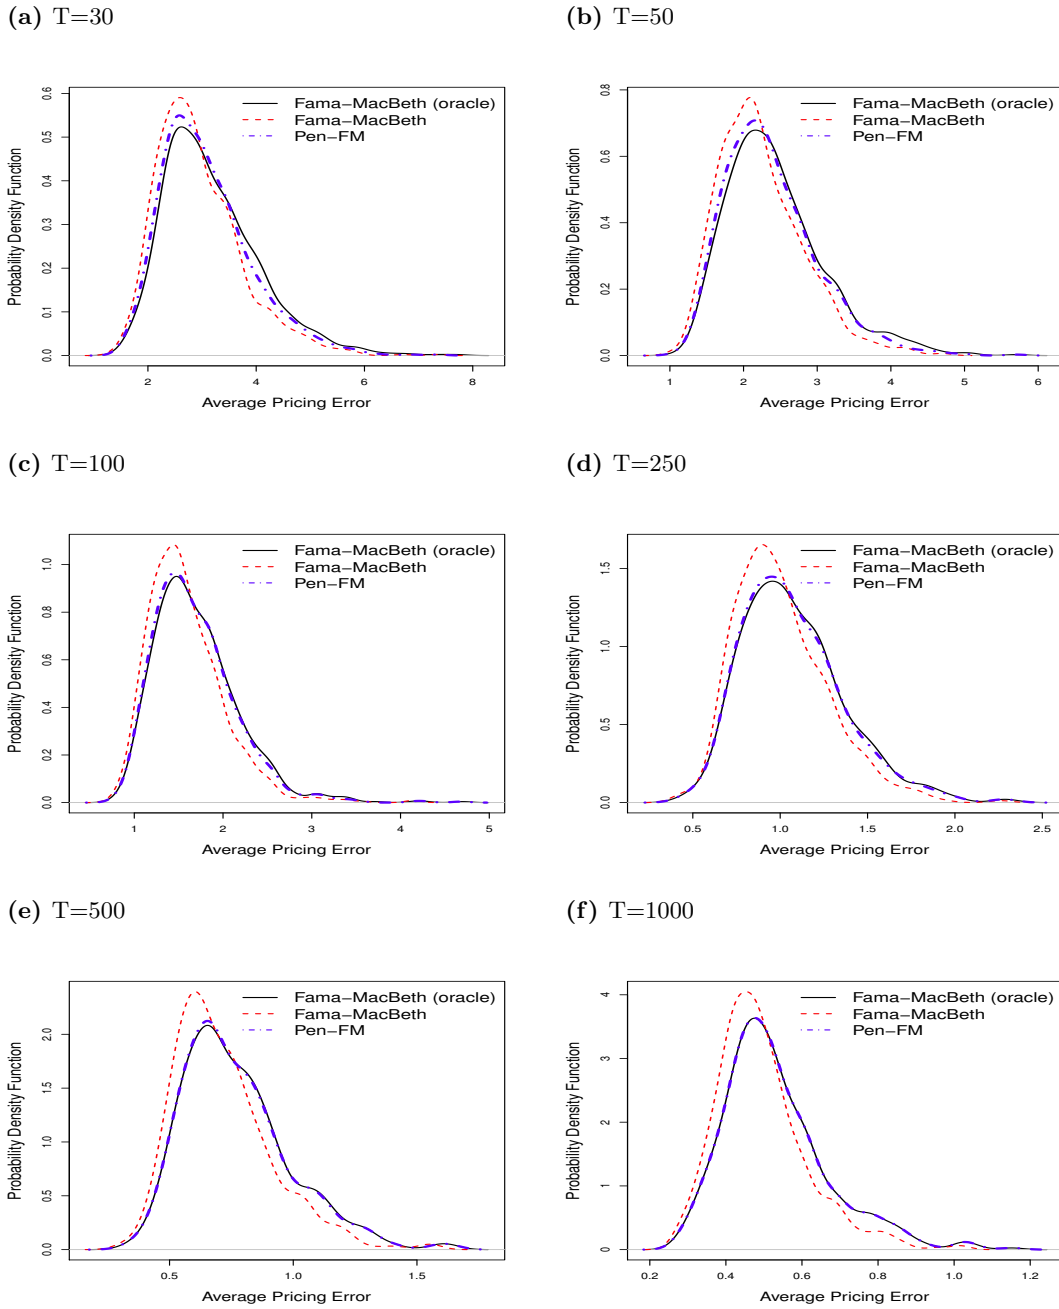 (a) T=30
Probability Density Function
0.0 0.1 0.2 0.3 0.4 0.5 0.6
Fama−MacBeth (oracle)
Fama−MacBeth
Pen−FM
2 4 6 8
Average Pricing Error
(b) T=50
Probability Density Function
0.0 0.2 0.4 0.6 0.8
Fama−MacBeth (oracle)
Fama−MacBeth
Pen−FM
1 2 3 4 5 6
Average Pricing Error
(c) T=100
Probability Density Function
0.0 0.2 0.4 0.6 0.8 1.0
Fama−MacBeth (oracle)
Fama−MacBeth
Pen−FM
1 2 3 4 5
Average Pricing Error
(d) T=250
Probability Density Function
0.0 0.5 1.0 1.5
Fama−MacBeth (oracle)
Fama−MacBeth
Pen−FM
0.5 1.0 1.5 2.0 2.5
Average Pricing Error
(e) T=500
Probability Density Function
0.0 0.5 1.0 1.5 2.0
Fama−MacBeth (oracle)
Fama−MacBeth
Pen−FM
0.5 1.0 1.5
Average Pricing Error
(f) T=1000
Probability Density Function
0 1 2 3 4
Fama−MacBeth (oracle)
Fama−MacBeth
Pen−FM
0.2 0.4 0.6 0.8 1.0 1.2
Average Pricing Error